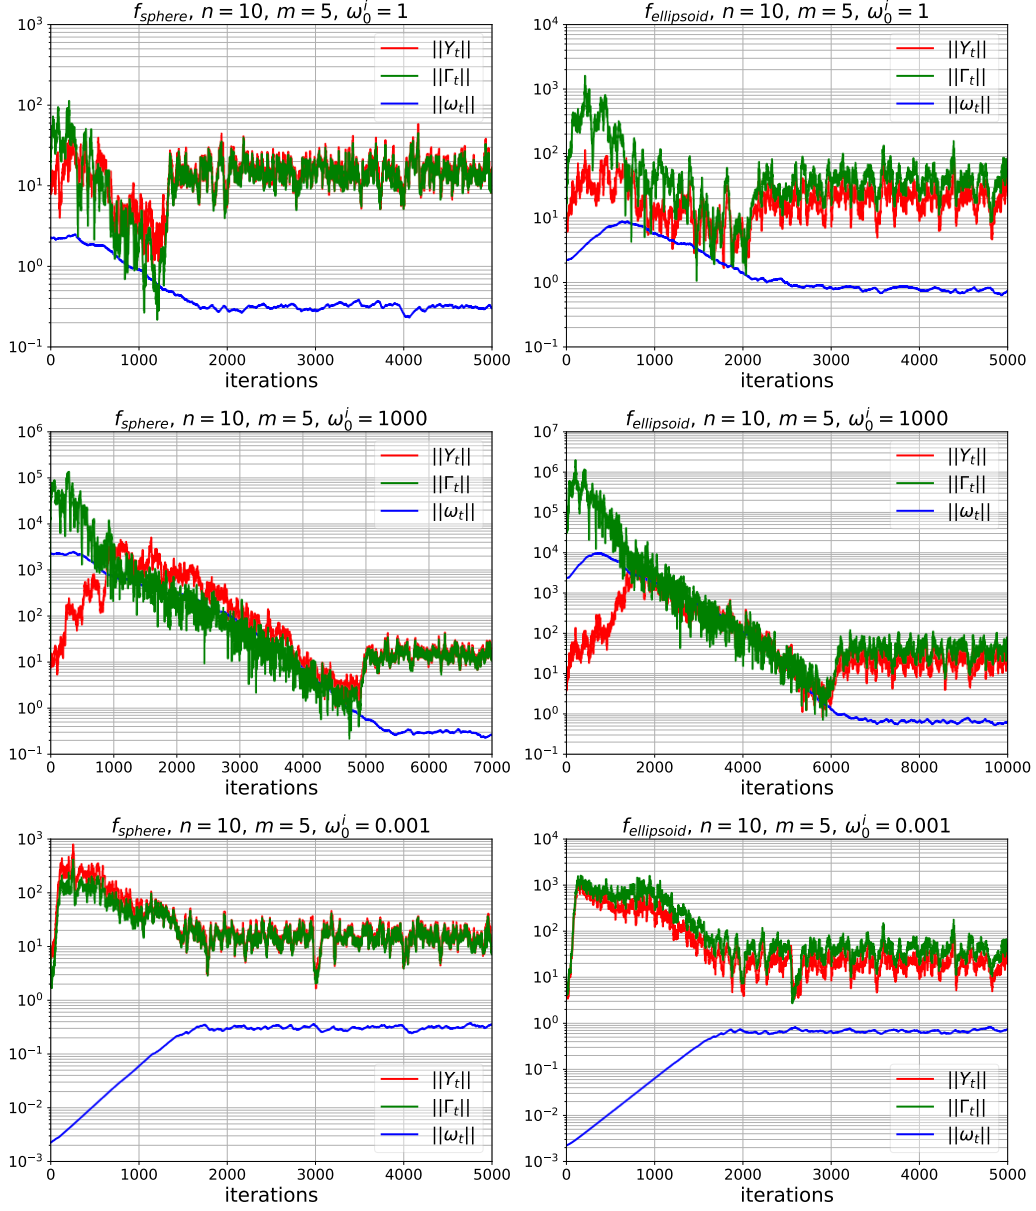 f_sphere, n = 10, m = 5, ω_0^i = 1
10^3
10^2
10^1
10^0
10^−1
||Y_t||
||Γ_t||
||ω_t||
0 1000 2000 3000 4000 5000
iterations
f_ellipsoid, n = 10, m = 5, ω_0^i = 1
10^4
10^3
10^2
10^1
10^0
10^−1
||Y_t||
||Γ_t||
||ω_t||
0 1000 2000 3000 4000 5000
iterations
f_sphere, n = 10, m = 5, ω_0^i = 1000
10^6
10^5
10^4
10^3
10^2
10^1
10^0
10^−1
||Y_t||
||Γ_t||
||ω_t||
0 1000 2000 3000 4000 5000 6000 7000
iterations
f_ellipsoid, n = 10, m = 5, ω_0^i = 1000
10^7
10^6
10^5
10^4
10^3
10^2
10^1
10^0
10^−1
||Y_t||
||Γ_t||
||ω_t||
0 2000 4000 6000 8000 10000
iterations
f_sphere, n = 10, m = 5, ω_0^i = 0.001
10^3
10^2
10^1
10^0
10^−1
10^−2
10^−3
||Y_t||
||Γ_t||
||ω_t||
0 1000 2000 3000 4000 5000
iterations
f_ellipsoid, n = 10, m = 5, ω_0^i = 0.001
10^4
10^3
10^2
10^1
10^0
10^−1
10^−2
10^−3
||Y_t||
||Γ_t||
||ω_t||
0 1000 2000 3000 4000 5000
iterations